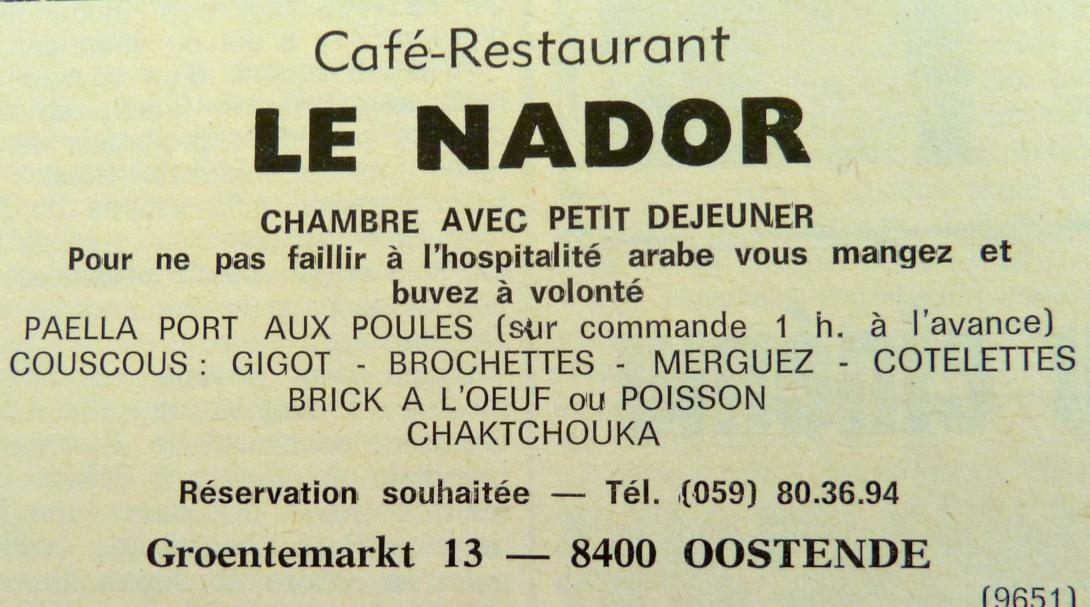 Café-Restaurant
LE NADOR
CHAMBRE AVEC PETIT DEJEUNER
Pour ne pas faillir à l'hospitalité arabe vous mangez et
buvez à volonté
PAELLA PORT AUX POULES (sur commande 1 h. à l'avance)
COUSCOUS : GIGOT - BROCHETTES - MERGUEZ - COTELETTES
BRICK A L'OEUF ou POISSON
CHAKTCHOUKA
Réservation souhaitée — Tél. (059) 80.36.94
Groentemarkt 13 — 8400 OOSTENDE
(9651)